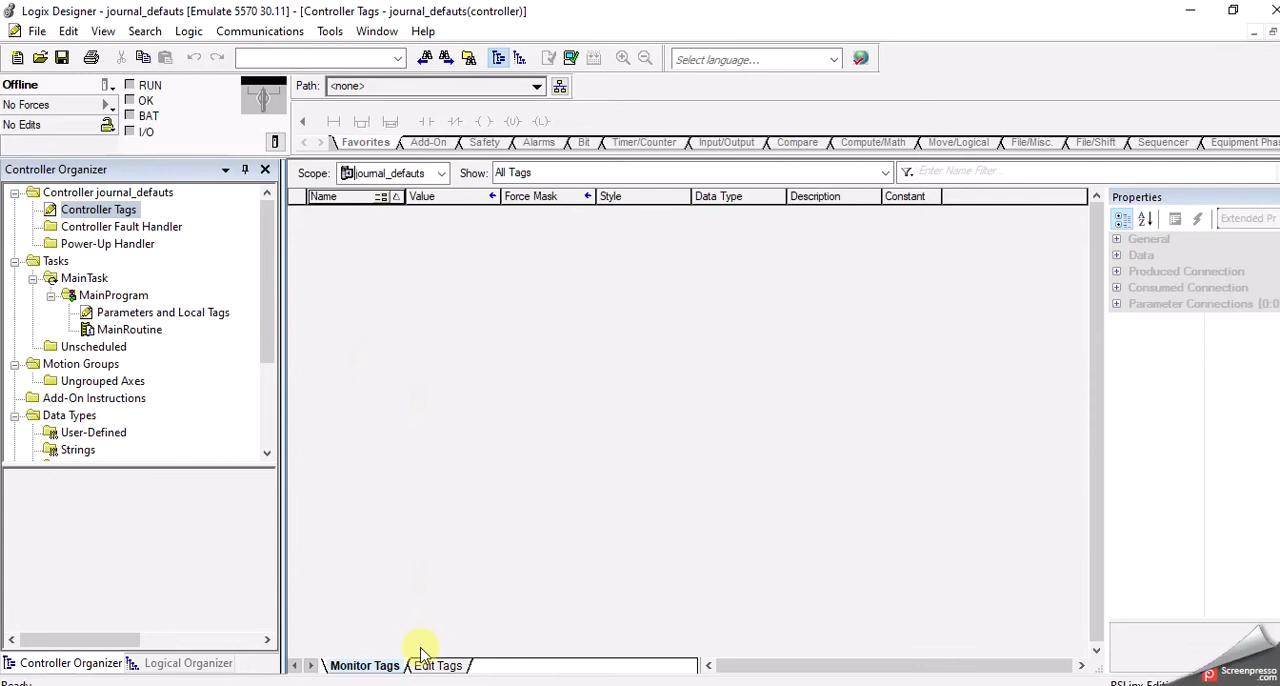 Logix Designer - journal_defauts [Emulate 5570 30.11] - [Controller Tags - journal_defauts(controller)]
File Edit View Search Logic Communications Tools Window Help
Select language...
Offline RUN Path: <none>
No Forces OK
No Edits BAT
I/O
Favorites Add-On Safety Alarms Bit Timer/Counter Input/Output Compare Compute/Math Move/Logical File/Misc. File/Shift Sequencer Equipment Pha
Controller Organizer
Scope: journal_defauts Show: All Tags Enter Name Filter...
Name Value Force Mask Style Data Type Description Constant
Properties
Extended Pr
General
Data
Produced Connection
Consumed Connection
Parameter Connections {0:0
Controller journal_defauts
Controller Tags
Controller Fault Handler
Power-Up Handler
Tasks
MainTask
MainProgram
Parameters and Local Tags
MainRoutine
Unscheduled
Motion Groups
Ungrouped Axes
Add-On Instructions
Data Types
User-Defined
Strings
Controller Organizer Logical Organizer
Monitor Tags Edit Tags
Screenpresso.com